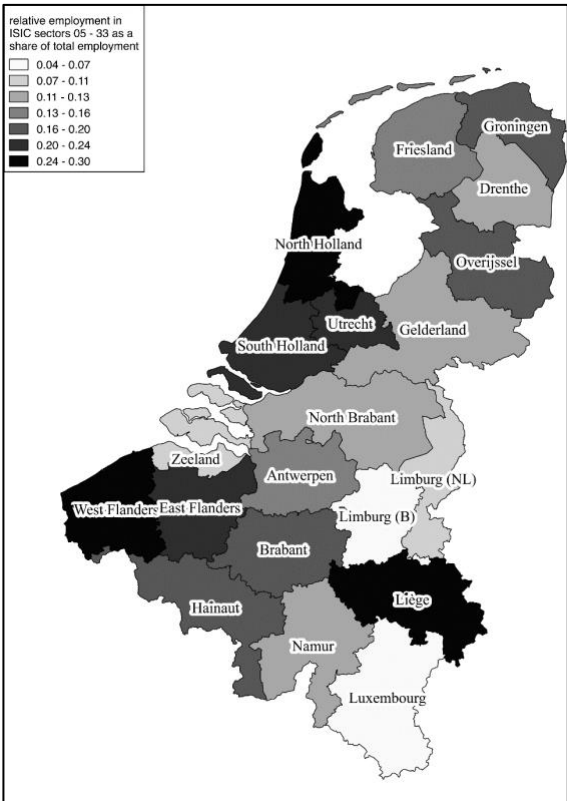 relative employment in
ISIC sectors 05 - 33 as a
share of total employment
0.04 - 0.07
0.07 - 0.11
0.11 - 0.13
0.13 - 0.16
0.16 - 0.20
0.20 - 0.24
0.24 - 0.30
Groningen
Friesland
Drenthe
North Holland
Overijssel
Utrecht
Gelderland
South Holland
North Brabant
Zeeland
Antwerpen
Limburg (NL)
West Flanders
East Flanders
Limburg (B)
Brabant
Liège
Hainaut
Namur
Luxembourg